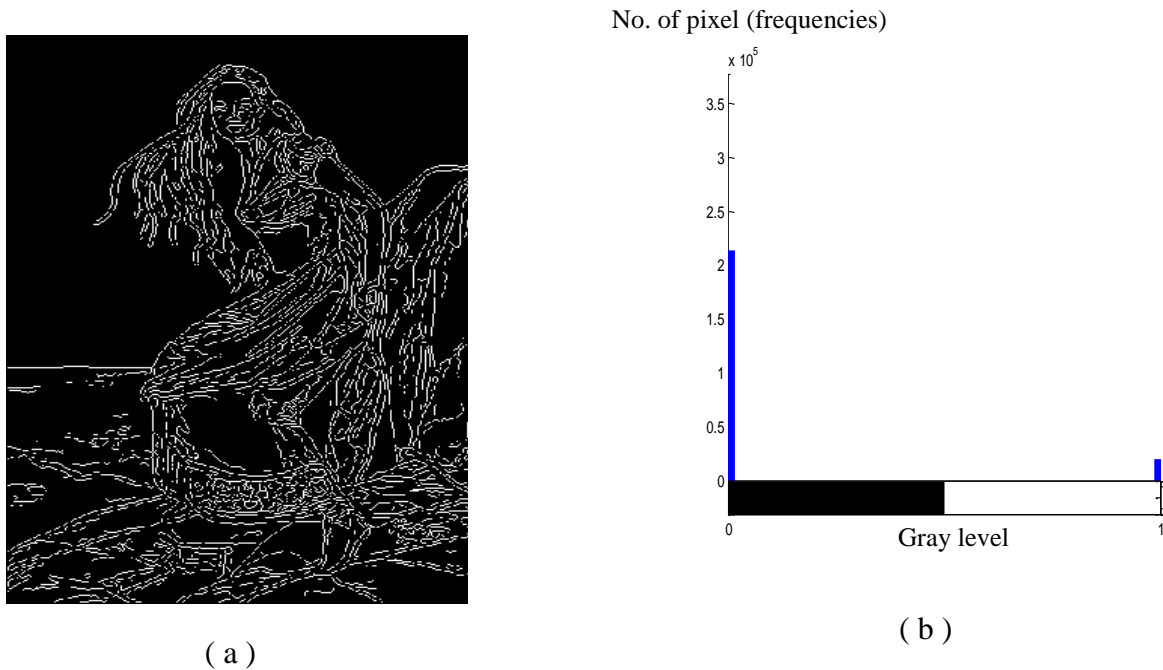 No. of pixel (frequencies)
x 10^5
3.5
3
2.5
2
1.5
1
0.5
0
0 1
Gray level
( a )
( b )